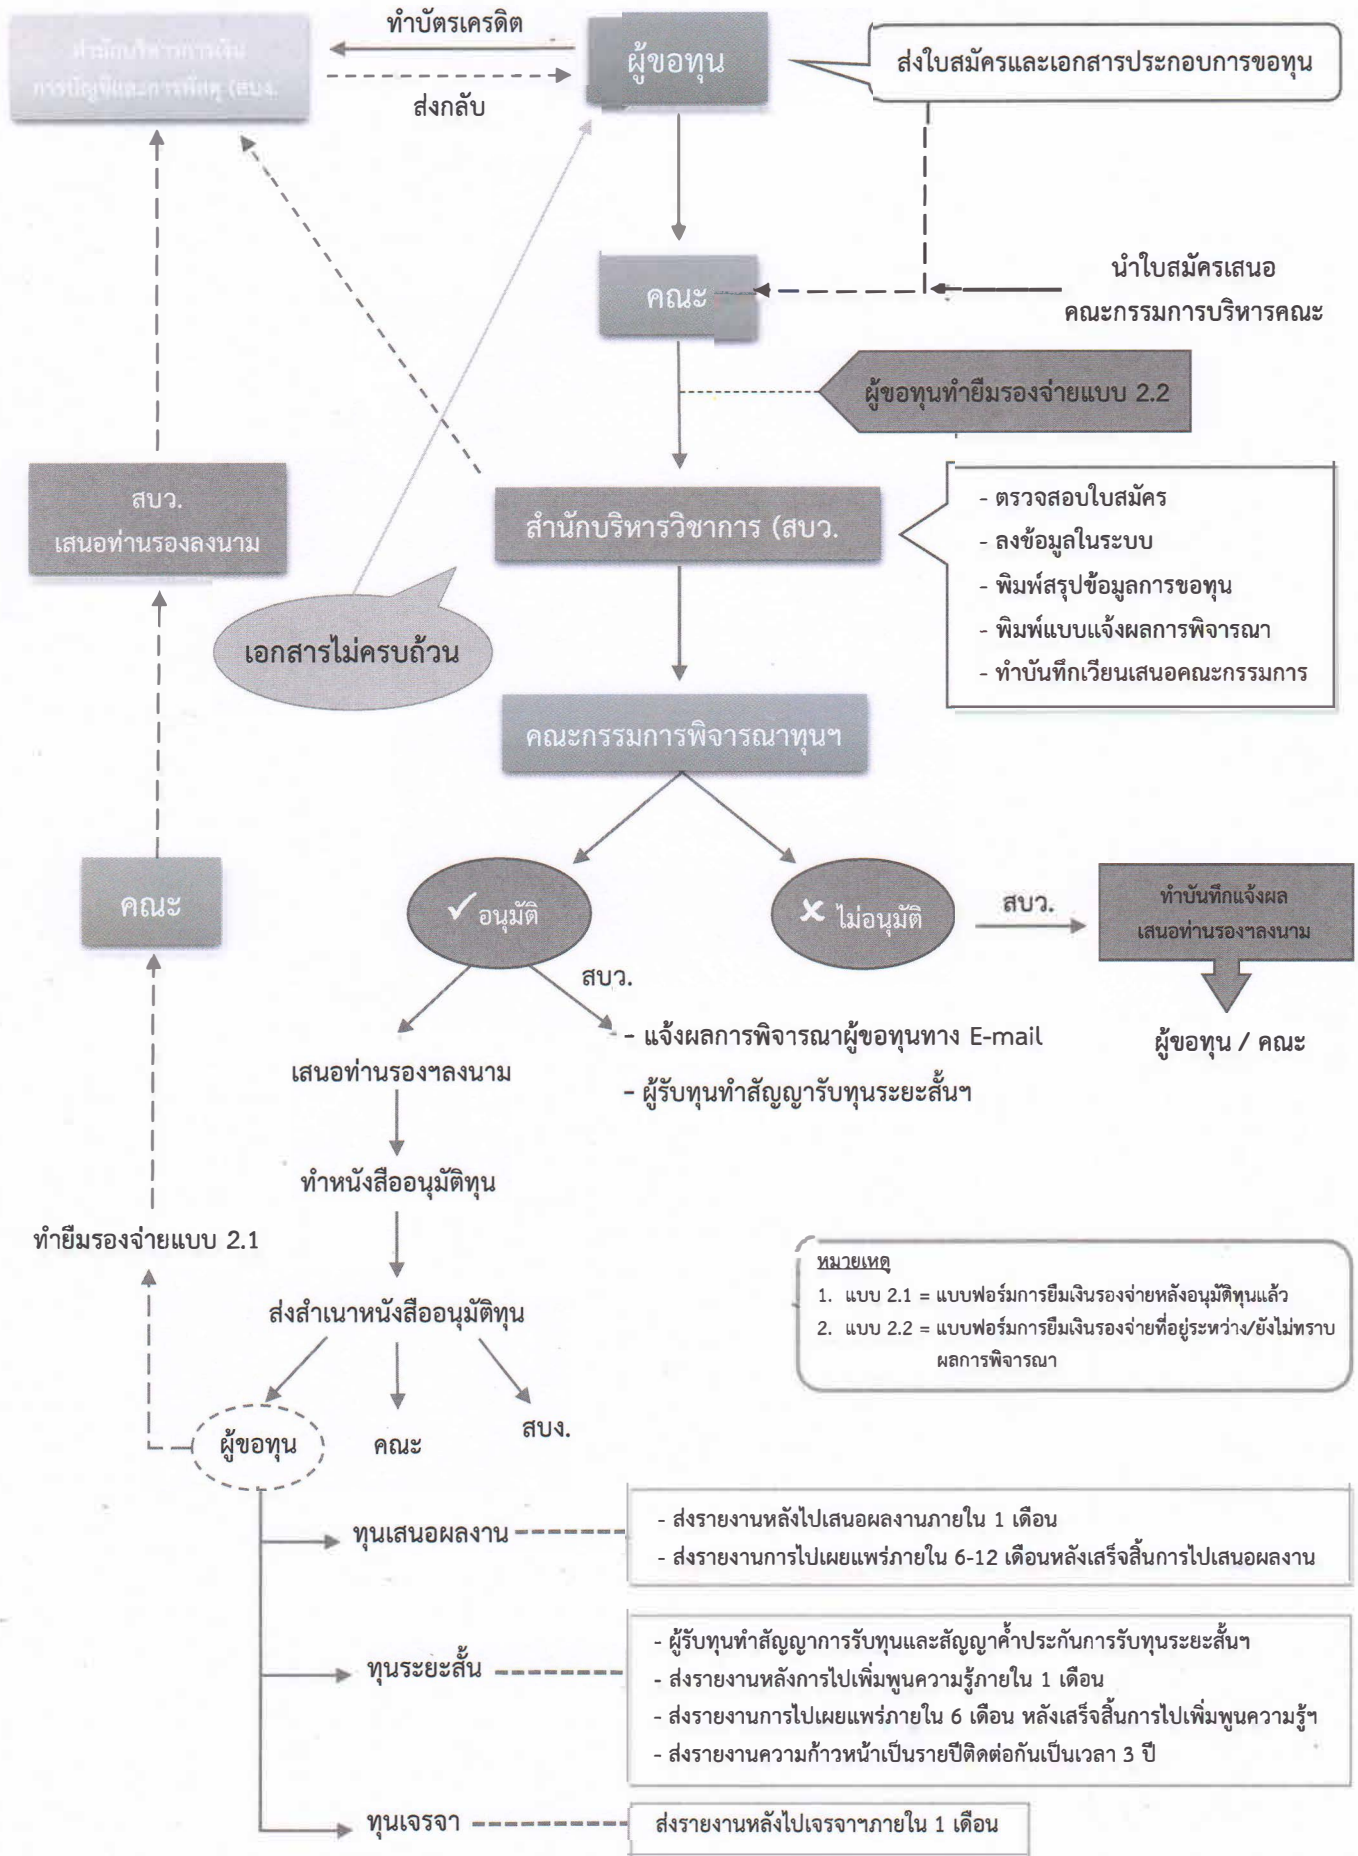 ทำบัตรเครดิต
สำนักบริหารการเงิน
การบัญชีและการพัสดุ (สบง.
ส่งกลับ
ผู้ขอทุน
ส่งใบสมัครและเอกสารประกอบการขอทุน
คณะ
นำใบสมัครเสนอ
คณะกรรมการบริหารคณะ
ผู้ขอทุนทำยืมรองจ่ายแบบ 2.2
สบว.
เสนอท่านรองลงนาม
สำนักบริหารวิชาการ (สบว.
- ตรวจสอบใบสมัคร
- ลงข้อมูลในระบบ
- พิมพ์สรุปข้อมูลการขอทุน
- พิมพ์แบบแจ้งผลการพิจารณา
- ทำบันทึกเวียนเสนอคณะกรรมการ
เอกสารไม่ครบถ้วน
คณะกรรมการพิจารณาทุนฯ
คณะ
✓ อนุมัติ
✗ ไม่อนุมัติ
สบว.
ทำบันทึกแจ้งผล
เสนอท่านรองฯลงนาม
ผู้ขอทุน / คณะ
สบว.
- แจ้งผลการพิจารณาผู้ขอทุนทาง E-mail
- ผู้รับทุนทำสัญญารับทุนระยะสั้นฯ
เสนอท่านรองฯลงนาม
ทำหนังสืออนุมัติทุน
ทำยืมรองจ่ายแบบ 2.1
ส่งสำเนาหนังสืออนุมัติทุน
หมายเหตุ
1. แบบ 2.1 = แบบฟอร์มการยืมเงินรองจ่ายหลังอนุมัติทุนแล้ว
2. แบบ 2.2 = แบบฟอร์มการยืมเงินรองจ่ายที่อยู่ระหว่าง/ยังไม่ทราบ
ผลการพิจารณา
ผู้ขอทุน
คณะ
สบง.
ทุนเสนอผลงาน
- ส่งรายงานหลังไปเสนอผลงานภายใน 1 เดือน
- ส่งรายงานการไปเผยแพร่ภายใน 6-12 เดือนหลังเสร็จสิ้นการไปเสนอผลงาน
ทุนระยะสั้น
- ผู้รับทุนทำสัญญาการรับทุนและสัญญาค้ำประกันการรับทุนระยะสั้นฯ
- ส่งรายงานหลังการไปเพิ่มพูนความรู้ภายใน 1 เดือน
- ส่งรายงานการไปเผยแพร่ภายใน 6 เดือน หลังเสร็จสิ้นการไปเพิ่มพูนความรู้ฯ
- ส่งรายงานความก้าวหน้าเป็นรายปีติดต่อกันเป็นเวลา 3 ปี
ทุนเจรจา
ส่งรายงานหลังไปเจรจาฯภายใน 1 เดือน